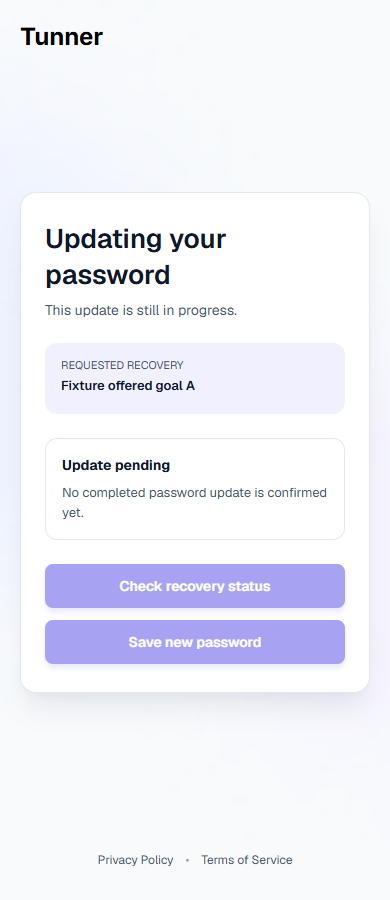 Tunner
Updating your
password
This update is still in progress.
REQUESTED RECOVERY
Fixture offered goal A
Update pending
No completed password update is confirmed
yet.
Check recovery status
Save new password
Privacy Policy • Terms of Service